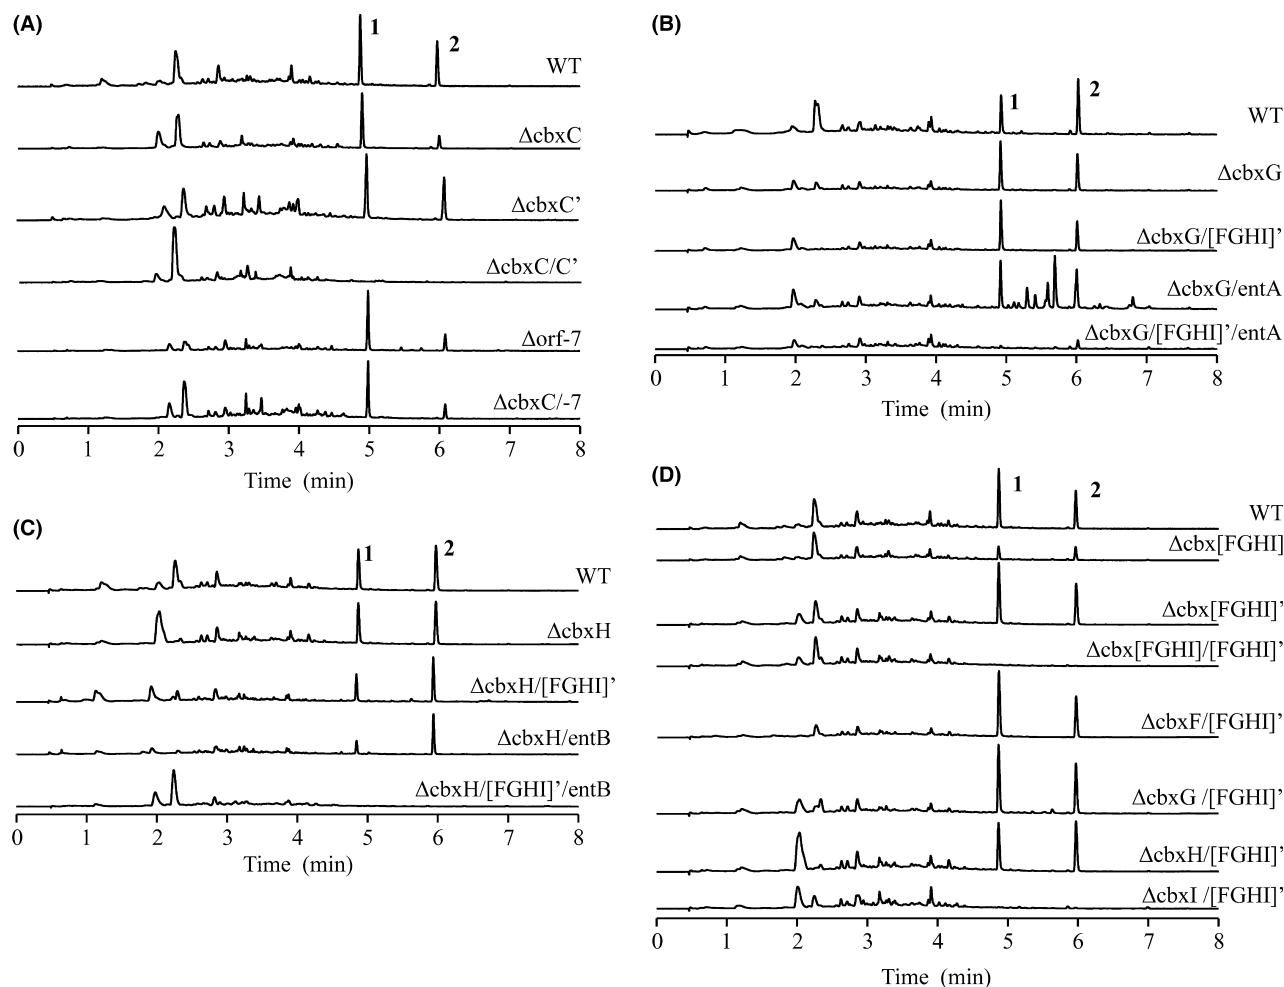 (A)
1
2
WT
ΔcbxC
ΔcbxC’
ΔcbxC/C’
Δorf-7
ΔcbxC/-7
0 1 2 3 4 5 6 7 8
Time (min)
(B)
1
2
WT
ΔcbxG
ΔcbxG/[FGHI]’
ΔcbxG/entA
ΔcbxG/[FGHI]’/entA
0 1 2 3 4 5 6 7 8
Time (min)
(C)
1
2
WT
ΔcbxH
ΔcbxH/[FGHI]’
ΔcbxH/entB
ΔcbxH/[FGHI]’/entB
0 1 2 3 4 5 6 7 8
Time (min)
(D)
1
2
WT
Δcbx[FGHI]
Δcbx[FGHI]’
Δcbx[FGHI]/[FGHI]’
ΔcbxF/[FGHI]’
ΔcbxG /[FGHI]’
ΔcbxH/[FGHI]’
ΔcbxI /[FGHI]’
0 1 2 3 4 5 6 7 8
Time (min)